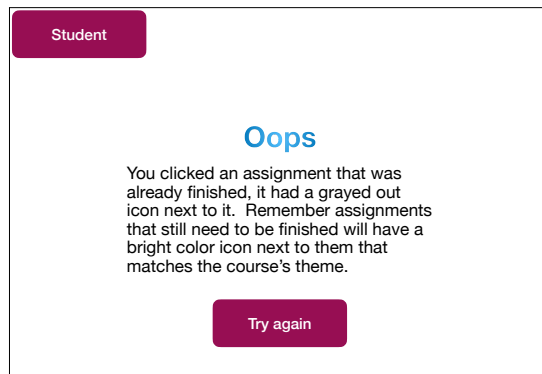 Student
Oops
You clicked an assignment that was
already finished, it had a grayed out
icon next to it.  Remember assignments
that still need to be finished will have a
bright color icon next to them that
matches the course’s theme.
Try again